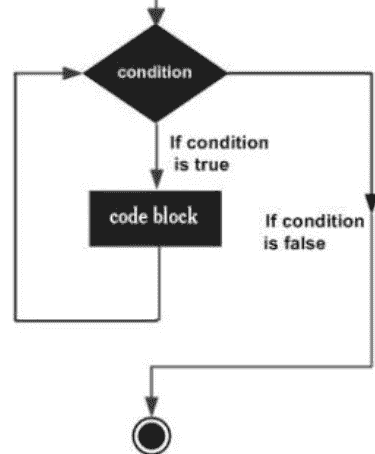 condition
If condition
is true
code block
If condition
is false